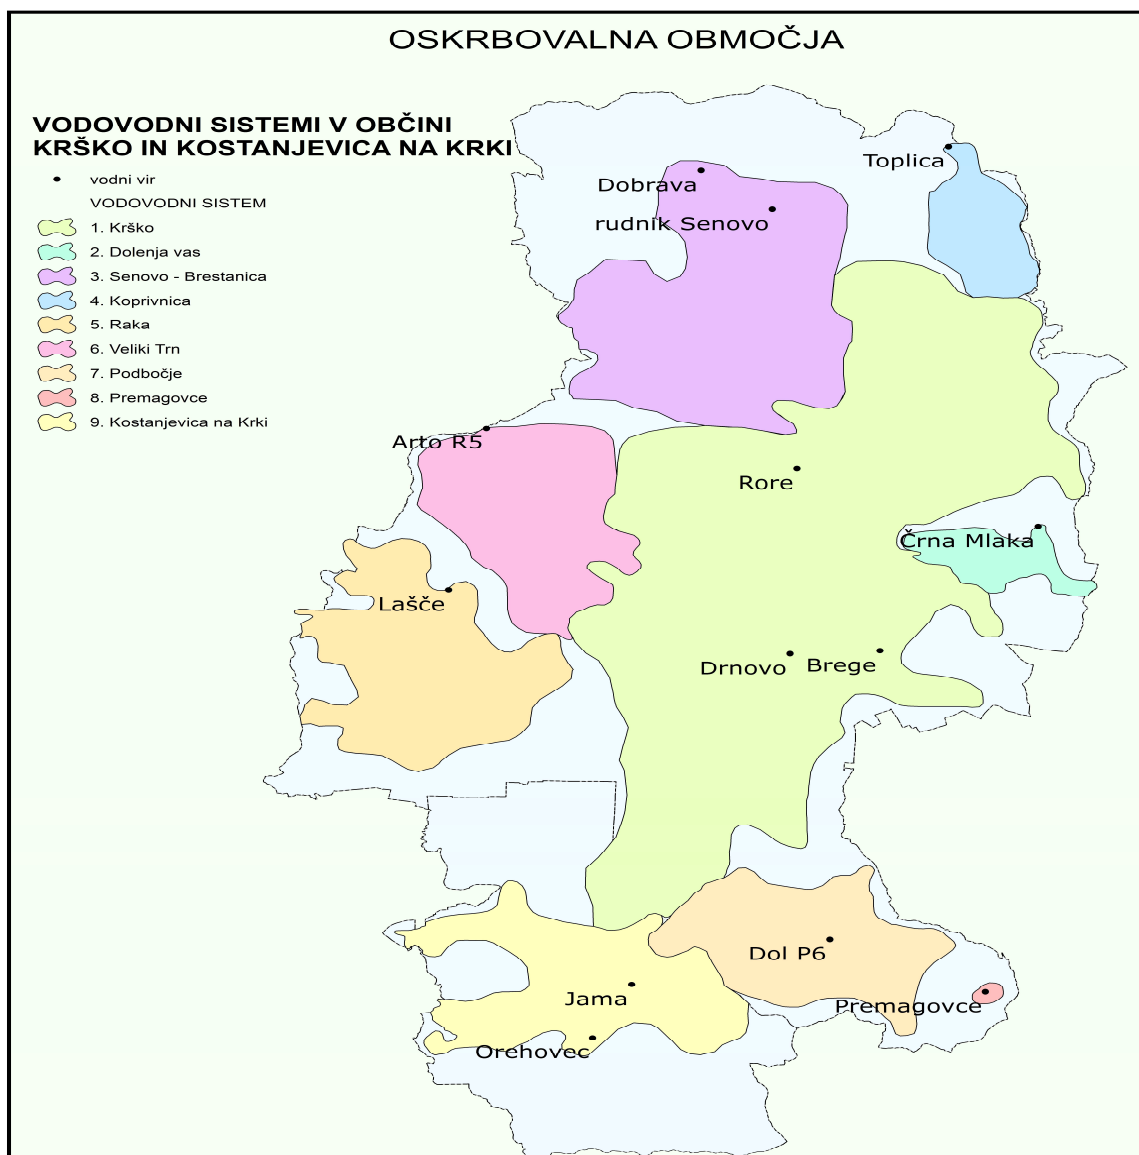 OSKRBOVALNA OBMOČJA
VODOVODNI SISTEMI V OBČINI
KRŠKO IN KOSTANJEVICA NA KRKI
vodni vir
VODOVODNI SISTEM
1. Krško
2. Dolenja vas
3. Senovo - Brestanica
4. Koprivnica
5. Raka
6. Veliki Trn
7. Podbočje
8. Premagovce
9. Kostanjevica na Krki
Toplica
Dobrava
rudnik Senovo
Arto R5
Rore
Črna Mlaka
Lašče
Drnovo
Brege
Dol P6
Jama
Premagovce
Orehovec